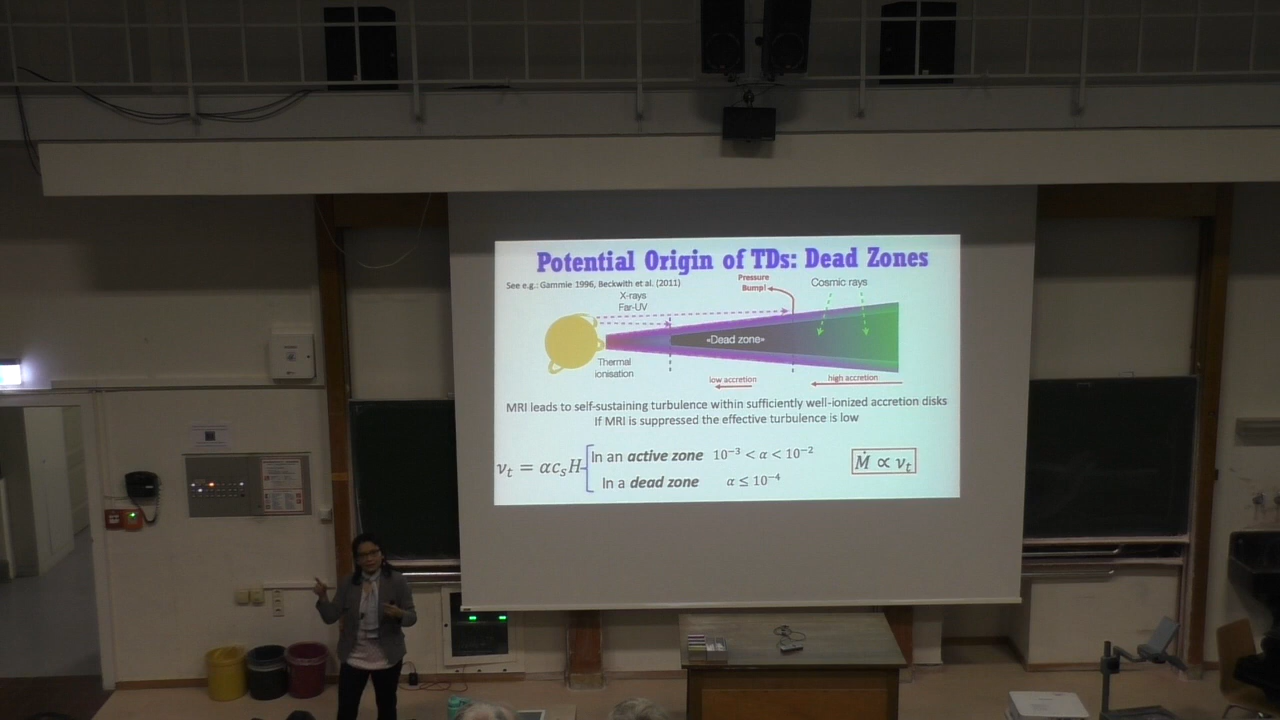 Potential Origin of TDs: Dead Zones
See e.g.: Gammie 1996, Beckwith et al. (2011)
X-rays
Far-UV
Pressure
Bump!
Cosmic rays
«Dead zone»
Thermal
ionisation
low accretion
high accretion
MRI leads to self-sustaining turbulence within sufficiently well-ionized accretion disks
If MRI is suppressed the effective turbulence is low
νt = αcsH
In an active zone 10⁻³ < α < 10⁻²
In a dead zone α ≤ 10⁻⁴
Ṁ ∝ νt